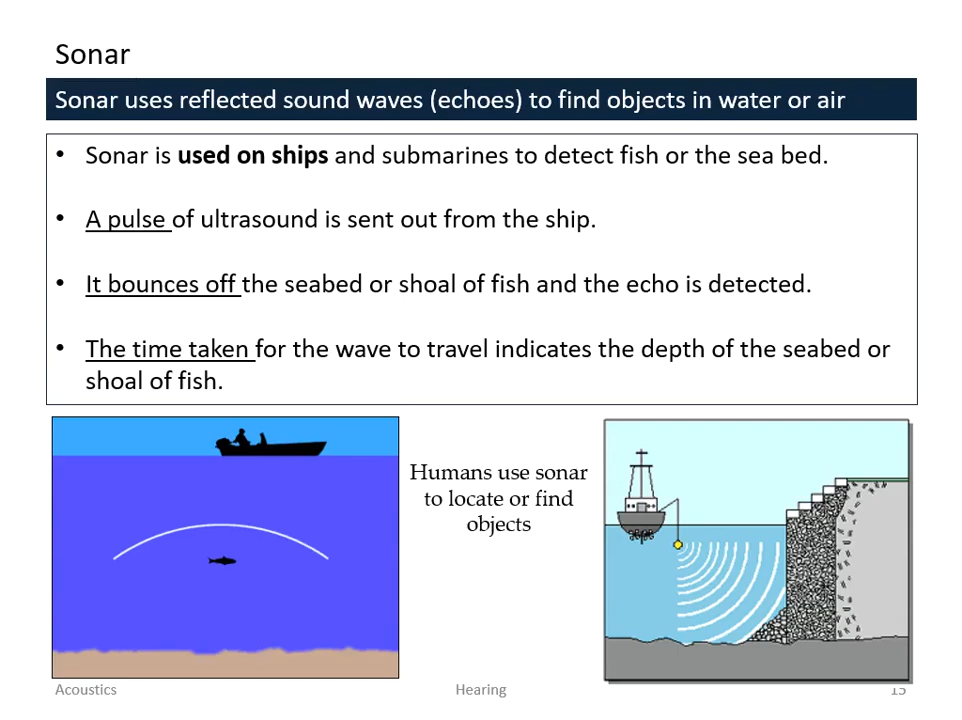 Sonar
Sonar uses reflected sound waves (echoes) to find objects in water or air
• Sonar is used on ships and submarines to detect fish or the sea bed.
• A pulse of ultrasound is sent out from the ship.
• It bounces off the seabed or shoal of fish and the echo is detected.
• The time taken for the wave to travel indicates the depth of the seabed or
shoal of fish.
Humans use sonar
to locate or find
objects
Acoustics
Hearing
15